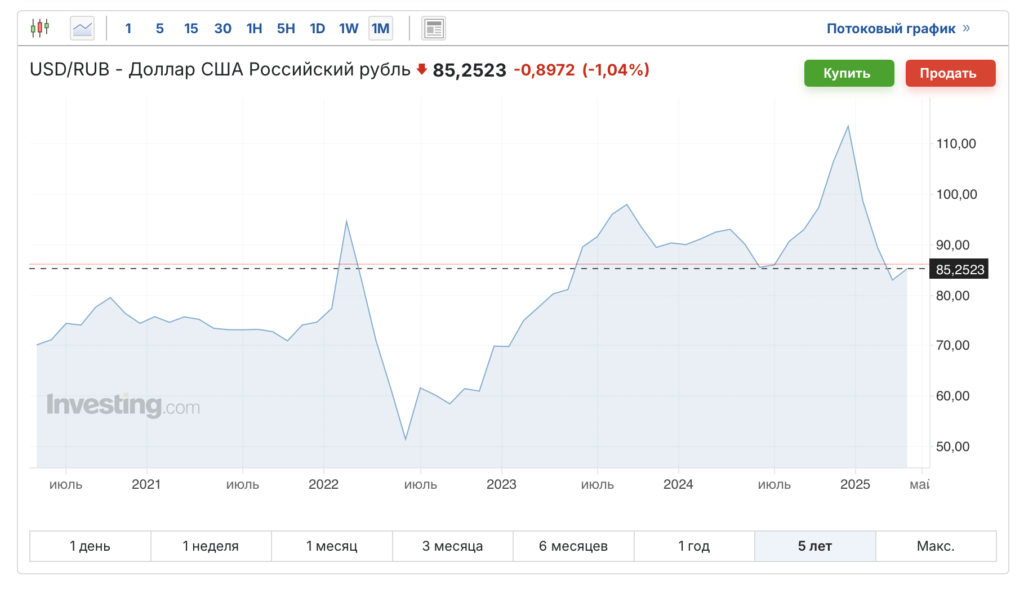 1 5 15 30 1H 5H 1D 1W 1M Потоковый график »
USD/RUB - Доллар США Российский рубль 85,2523 -0,8972 (-1,04%) Купить Продать
110,00
100,00
90,00
85,2523
80,00
70,00
60,00
50,00
Investing.com
июль 2021 июль 2022 июль 2023 июль 2024 июль 2025 май
1 день 1 неделя 1 месяц 3 месяца 6 месяцев 1 год 5 лет Макс.